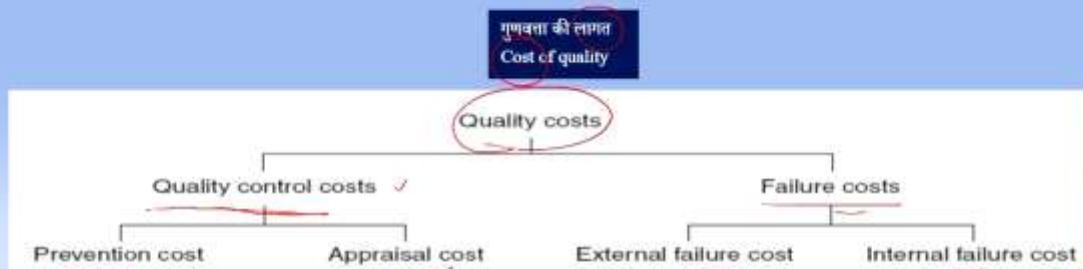 गुणवत्ता की लागत
Cost of quality
Quality costs
Quality control costs
Failure costs
Prevention cost
Appraisal cost
External failure cost
Internal failure cost